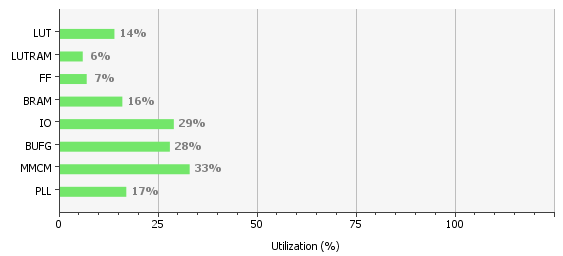 LUT 14%
LUTRAM 6%
FF 7%
BRAM 16%
IO 29%
BUFG 28%
MMCM 33%
PLL 17%
0 25 50 75 100
Utilization (%)